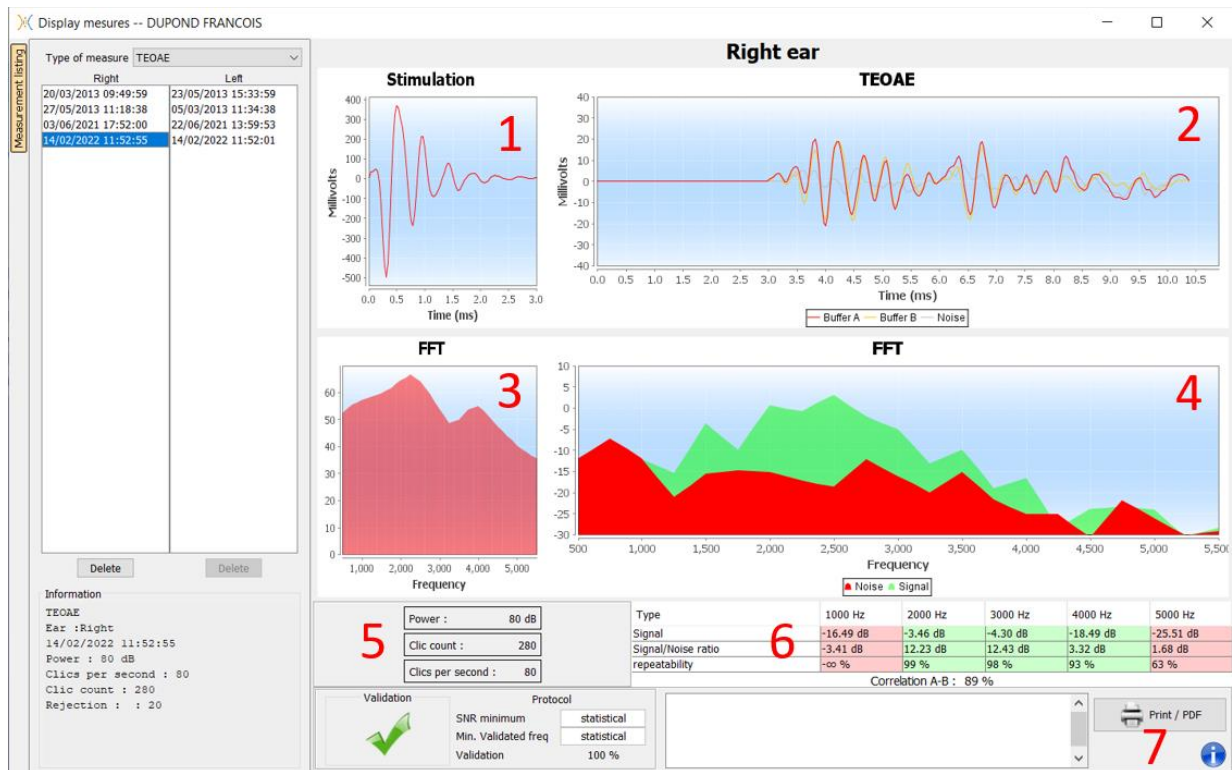 Display mesures -- DUPOND FRANCOIS
Measurement listing
Type of measure TEOAE
Right Left
20/03/2013 09:49:59 23/05/2013 15:33:59
27/05/2013 11:18:38 05/03/2013 11:34:38
03/06/2021 17:52:00 22/06/2021 13:59:53
14/02/2022 11:52:55 14/02/2022 11:52:01
Delete Delete
Information
TEOAE
Ear :Right
14/02/2022 11:52:55
Power : 80 dB
Clics per second : 80
Clic count : 280
Rejection : : 20
Right ear
Stimulation
1
400
300
200
100
0
-100
-200
-300
-400
-500
Millivolts
0.0 0.5 1.0 1.5 2.0 2.5 3.0
Time (ms)
TEOAE
2
40
30
20
10
0
-10
-20
-30
-40
Millivolts
0.0 0.5 1.0 1.5 2.0 2.5 3.0 3.5 4.0 4.5 5.0 5.5 6.0 6.5 7.0 7.5 8.0 8.5 9.0 9.5 10.0 10.5
Time (ms)
Buffer A Buffer B Noise
FFT
3
60
50
40
30
20
10
0
1,000 2,000 3,000 4,000 5,000
Frequency
FFT
4
10
5
0
-5
-10
-15
-20
-25
-30
500 1,000 1,500 2,000 2,500 3,000 3,500 4,000 4,500 5,000 5,500
Frequency
Noise Signal
5
Power : 80 dB
Clic count : 280
Clics per second : 80
6
Type 1000 Hz 2000 Hz 3000 Hz 4000 Hz 5000 Hz
Signal -16.49 dB -3.46 dB -4.30 dB -18.49 dB -25.51 dB
Signal/Noise ratio -3.41 dB 12.23 dB 12.43 dB 3.32 dB 1.68 dB
repeatability -∞ % 99 % 98 % 93 % 63 %
Correlation A-B : 89 %
Validation
Protocol
SNR minimum statistical
Min. Validated freq statistical
Validation 100 %
Print / PDF
7